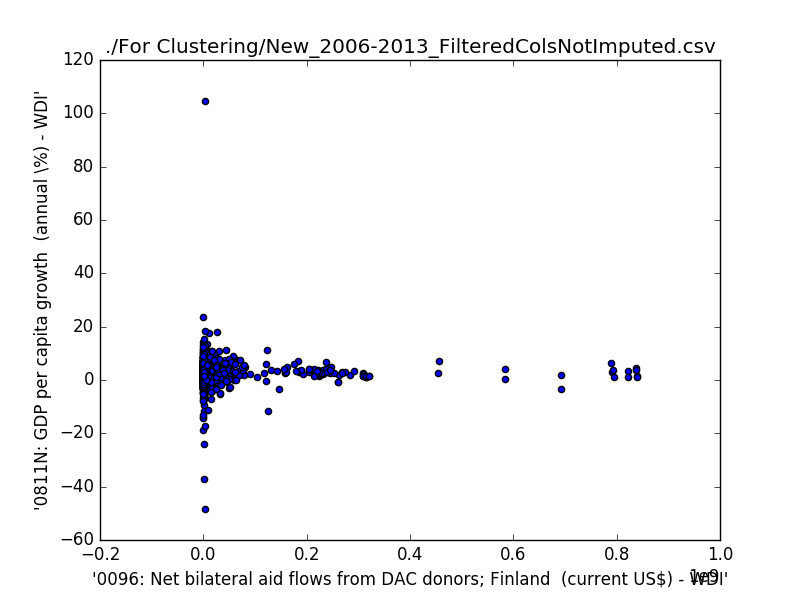 ./For Clustering/New_2006-2013_FilteredColsNotImputed.csv
'0811N: GDP per capita growth  (annual \%) - WDI'
120
100
80
60
40
20
0
−20
−40
−60
−0.2 0.0 0.2 0.4 0.6 0.8 1.0
1e9
'0096: Net bilateral aid flows from DAC donors; Finland  (current US$) - WDI'